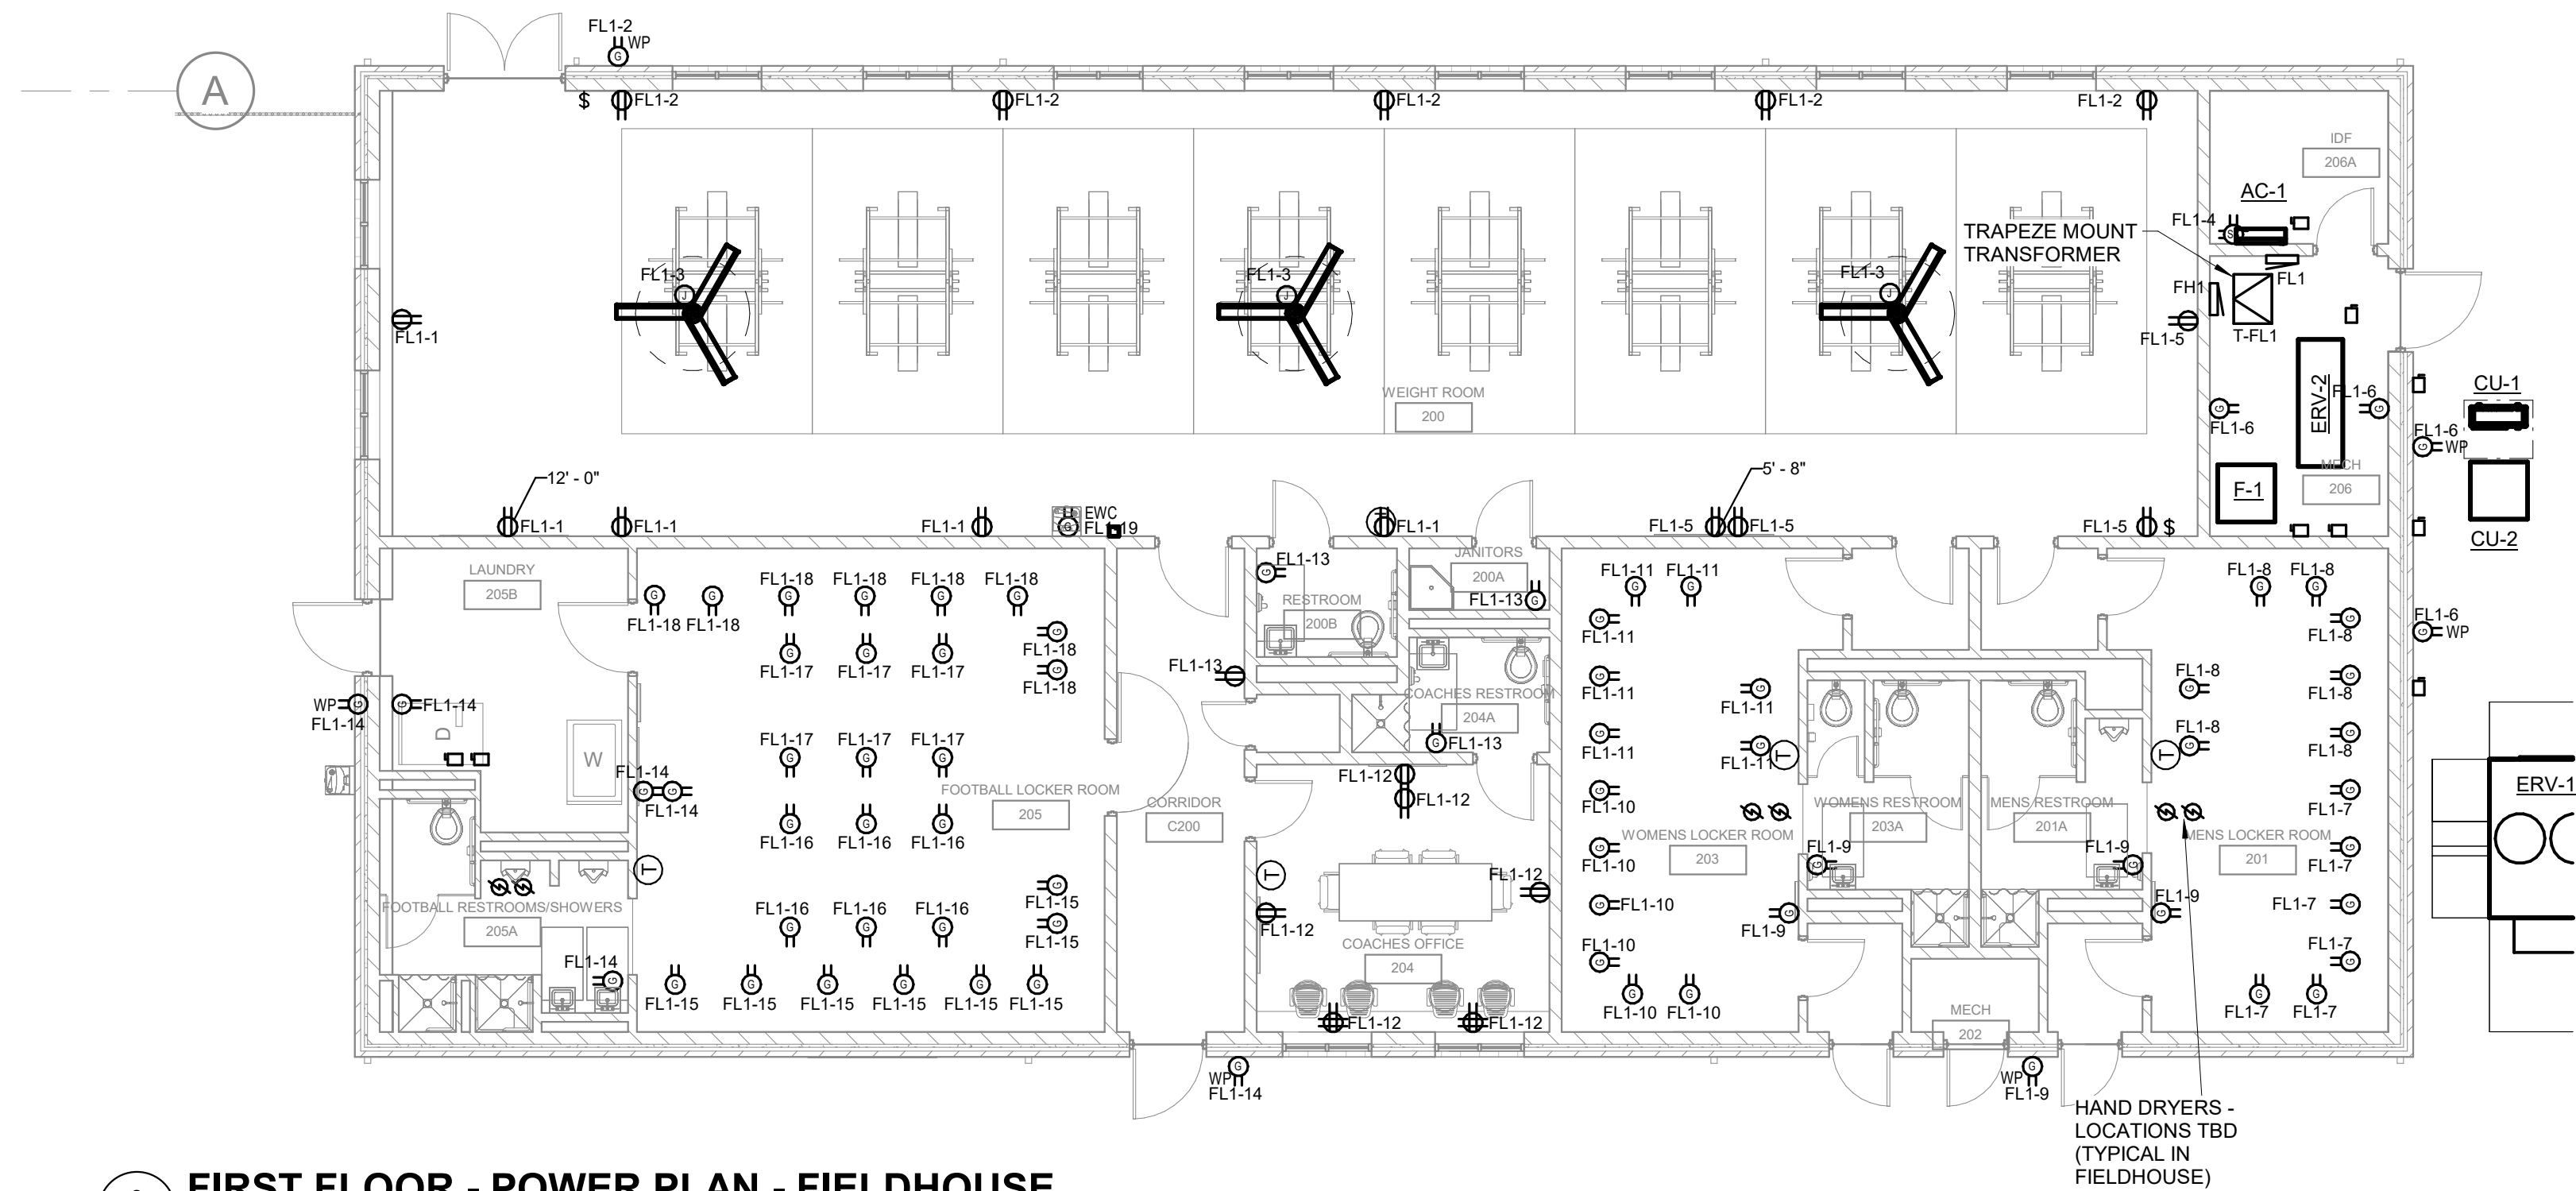 FL1-2
WP
A
$
FL1-2
FL1-2
FL1-2
FL1-2
FL1-2
IDF
206A
AC-1
FL1-4
S
TRAPEZE MOUNT
TRANSFORMER
FL1-3
FL1-3
FL1-3
J
J
J
FH1
FL1
T-FL1
FL1-1
FL1-5
WEIGHT ROOM
200
ERV-2
FL1-6
FL1-6
CU-1
FL1-6
WP
MECH
206
F-1
CU-2
12' - 0"
5' - 8"
FL1-1
FL1-1
FL1-1
EWC
FL1-19
FL1-1
FL1-5
FL1-5
FL1-5
$
LAUNDRY
205B
FL1-18
FL1-18
FL1-18
FL1-18
FL1-18
FL1-18
FL1-13
RESTROOM
200B
JANITORS
200A
FL1-13
FL1-11
FL1-11
FL1-11
FL1-8
FL1-8
FL1-8
FL1-6
WP
FL1-17
FL1-17
FL1-17
FL1-18
FL1-18
FL1-13
COACHES RESTROOM
204A
FL1-13
FL1-11
FL1-11
FL1-11
FL1-11
FL1-8
FL1-8
FL1-8
FL1-8
WP
FL1-14
FL1-14
D
W
FL1-14
FL1-14
FL1-17
FL1-17
FL1-17
FOOTBALL LOCKER ROOM
205
CORRIDOR
C200
FL1-12
FL1-12
T
T
FL1-10
WOMENS RESTROOM
203A
MENS RESTROOM
201A
FL1-7
ERV-1
FL1-16
FL1-16
FL1-16
WOMENS LOCKER ROOM
203
MENS LOCKER ROOM
201
FL1-10
FL1-9
FL1-9
FL1-7
T
T
FL1-12
FL1-15
FL1-15
FL1-16
FL1-16
FL1-16
FOOTBALL RESTROOMS/SHOWERS
205A
FL1-12
FL1-10
FL1-9
FL1-9
FL1-7
COACHES OFFICE
204
FL1-14
FL1-10
FL1-7
FL1-15
FL1-15
FL1-15
FL1-15
FL1-15
FL1-15
FL1-12
FL1-12
FL1-10
FL1-10
MECH
202
FL1-7
FL1-7
WP
FL1-14
WP
FL1-9
HAND DRYERS -
LOCATIONS TBD
(TYPICAL IN
FIELDHOUSE)
FIRST FLOOR - POWER PLAN - FIELDHOUSE